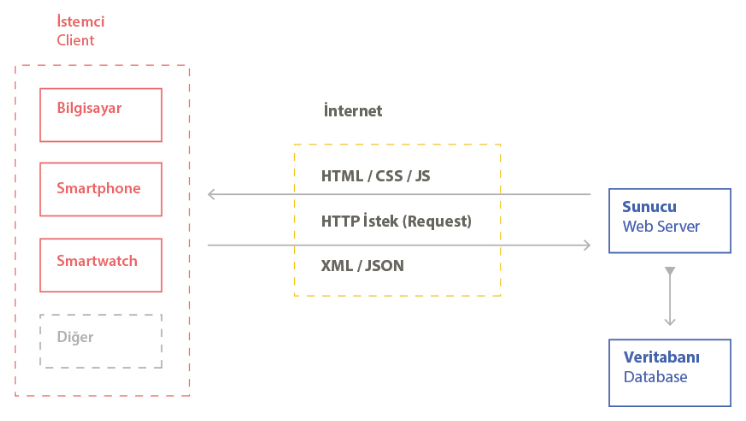 İstemci
Client
Bilgisayar
Smartphone
Smartwatch
Diğer
İnternet
HTML / CSS / JS
HTTP İstek (Request)
XML / JSON
Sunucu
Web Server
Veritabanı
Database